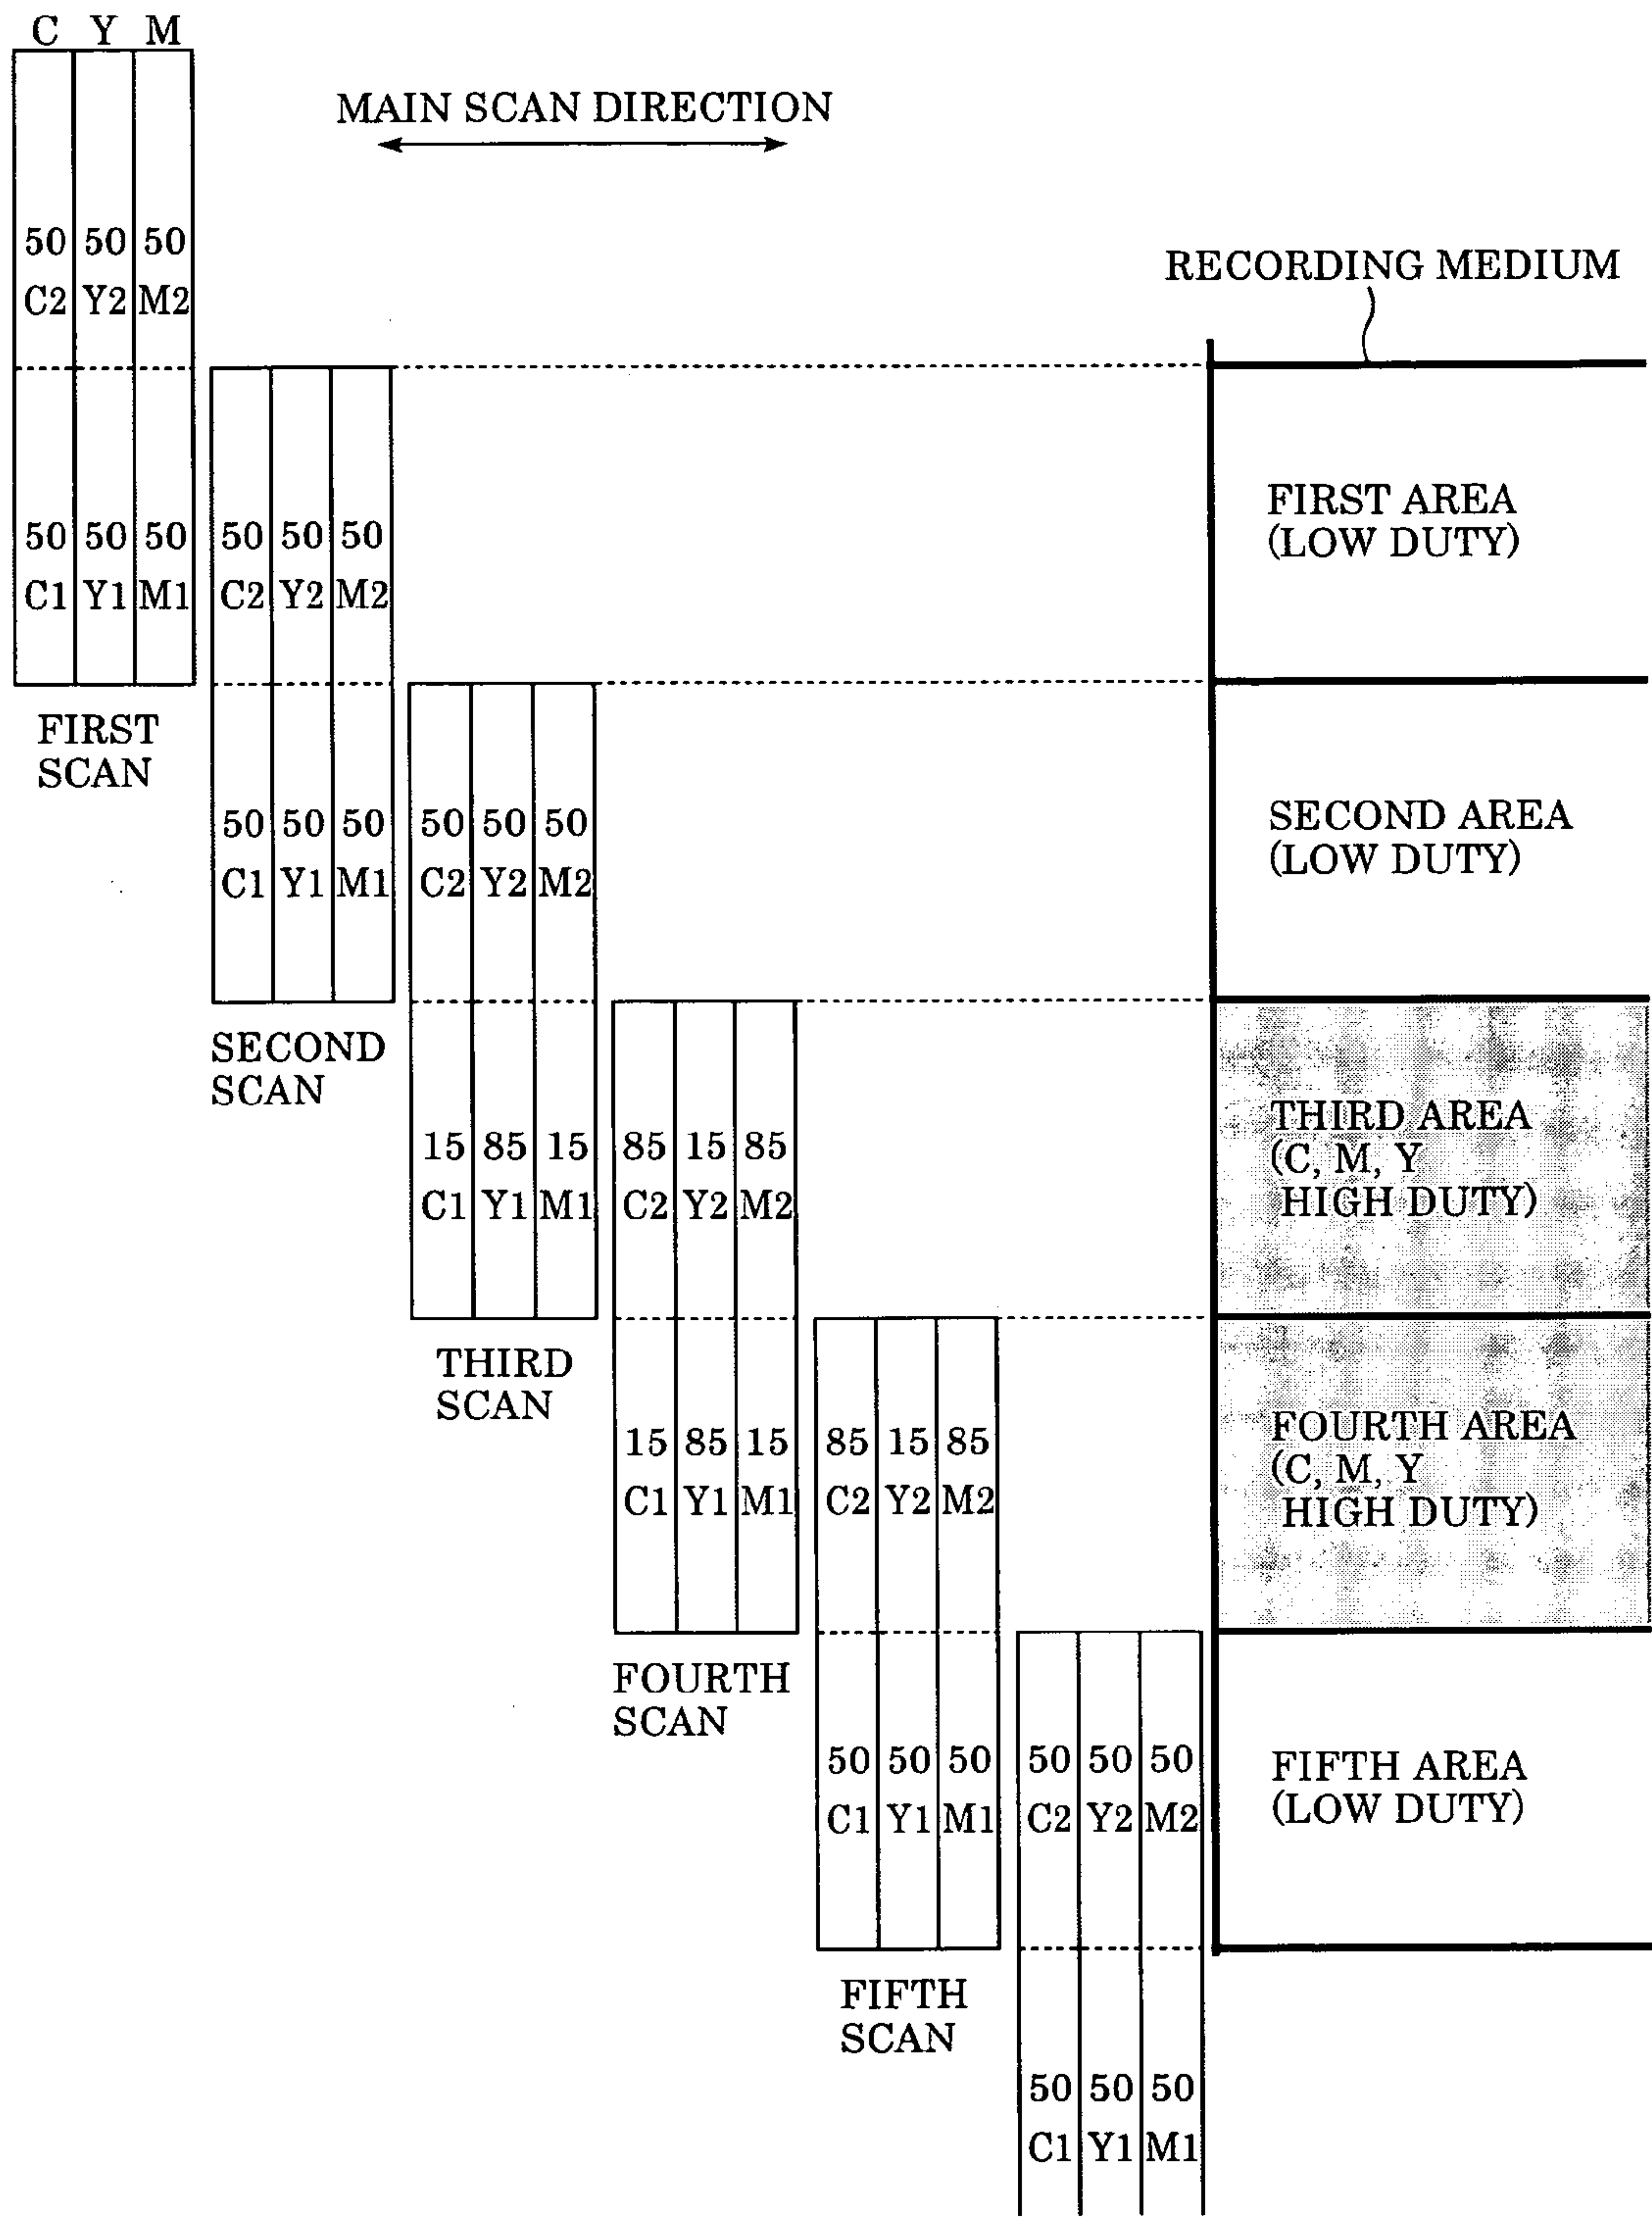 C Y M
MAIN SCAN DIRECTION
50 50 50
C2 Y2 M2
RECORDING MEDIUM
50 50 50
C1 Y1 M1
50 50 50
C2 Y2 M2
FIRST AREA
(LOW DUTY)
FIRST
SCAN
50 50 50
C1 Y1 M1
50 50 50
C2 Y2 M2
SECOND AREA
(LOW DUTY)
SECOND
SCAN
15 85 15
C1 Y1 M1
85 15 85
C2 Y2 M2
THIRD AREA
(C, M, Y
HIGH DUTY)
THIRD
SCAN
15 85 15
C1 Y1 M1
85 15 85
C2 Y2 M2
FOURTH AREA
(C, M, Y
HIGH DUTY)
FOURTH
SCAN
50 50 50
C1 Y1 M1
50 50 50
C2 Y2 M2
FIFTH AREA
(LOW DUTY)
FIFTH
SCAN
50 50 50
C1 Y1 M1